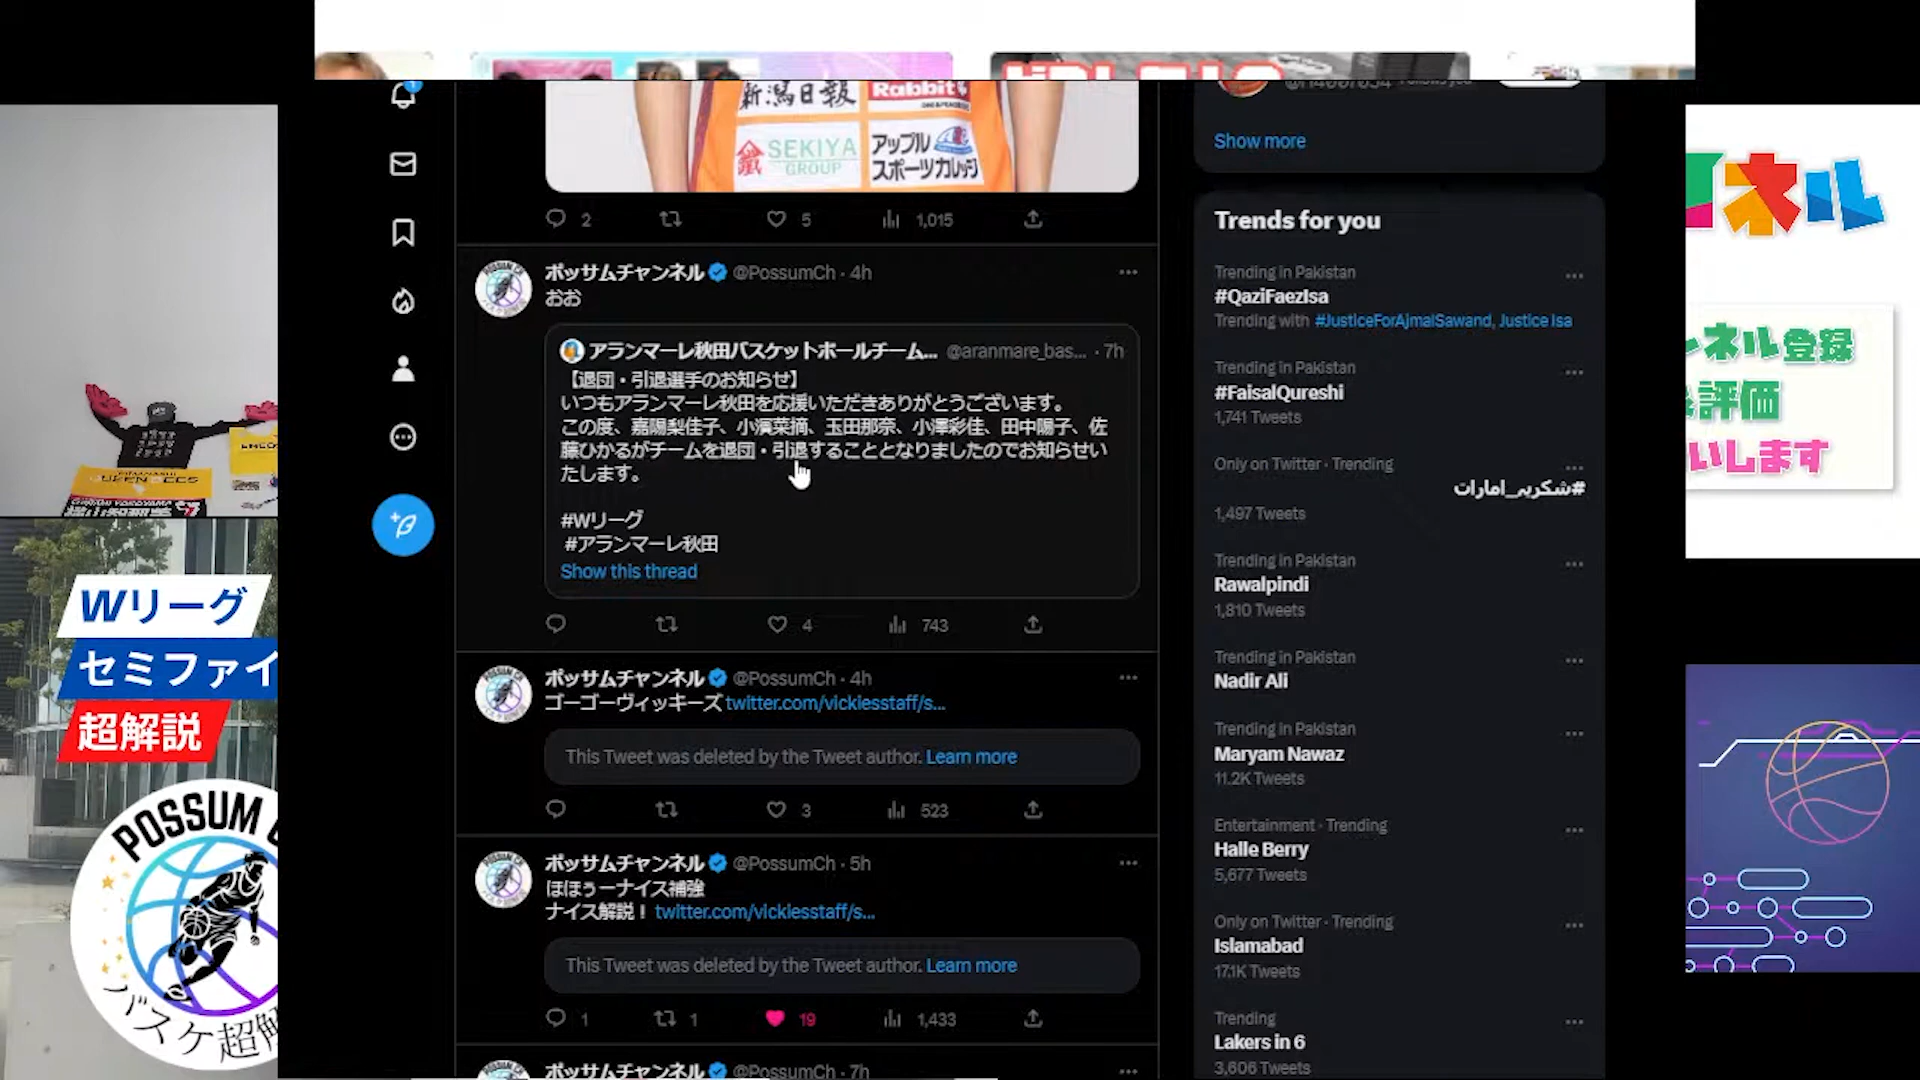 新潟日報
Rabbit
SEKIYA
GROUP
アップル
スポーツカレッジ
2
5
1,015
ポッサムチャンネル @PossumCh · 4h
おお
アランマーレ秋田バスケットボールチーム... @aranmare_bas... · 7h
【退団・引退選手のお知らせ】
いつもアランマーレ秋田を応援いただきありがとうございます。
この度、嘉陽梨佳子、小濱菜摘、玉田那奈、小澤彩佳、田中陽子、佐
藤ひかるがチームを退団・引退することとなりましたのでお知らせい
たします。
#Wリーグ
#アランマーレ秋田
Show this thread
4
743
ポッサムチャンネル @PossumCh · 4h
ゴーゴーヴィッキーズ twitter.com/vickiesstaff/s...
This Tweet was deleted by the Tweet author. Learn more
3
523
ポッサムチャンネル @PossumCh · 5h
ほほぅーナイス補強
ナイス解説！ twitter.com/vickiesstaff/s...
This Tweet was deleted by the Tweet author. Learn more
1
1
19
1,433
ポッサムチャンネル @PossumCh · 7h
Show more
Trends for you
Trending in Pakistan
#QaziFaezIsa
Trending with #JusticeForAjmalSawand, Justice Isa
Trending in Pakistan
#FaisalQureshi
1,741 Tweets
Only on Twitter · Trending
#شکریہ_امارات
1,497 Tweets
Trending in Pakistan
Rawalpindi
1,810 Tweets
Trending in Pakistan
Nadir Ali
Trending in Pakistan
Maryam Nawaz
11.2K Tweets
Entertainment · Trending
Halle Berry
5,677 Tweets
Only on Twitter · Trending
Islamabad
17.1K Tweets
Trending
Lakers in 6
3,606 Tweets
Wリーグ
セミファイ
超解説
POSSUM
バスケ超解
ネル
ネル登録
評価
いします